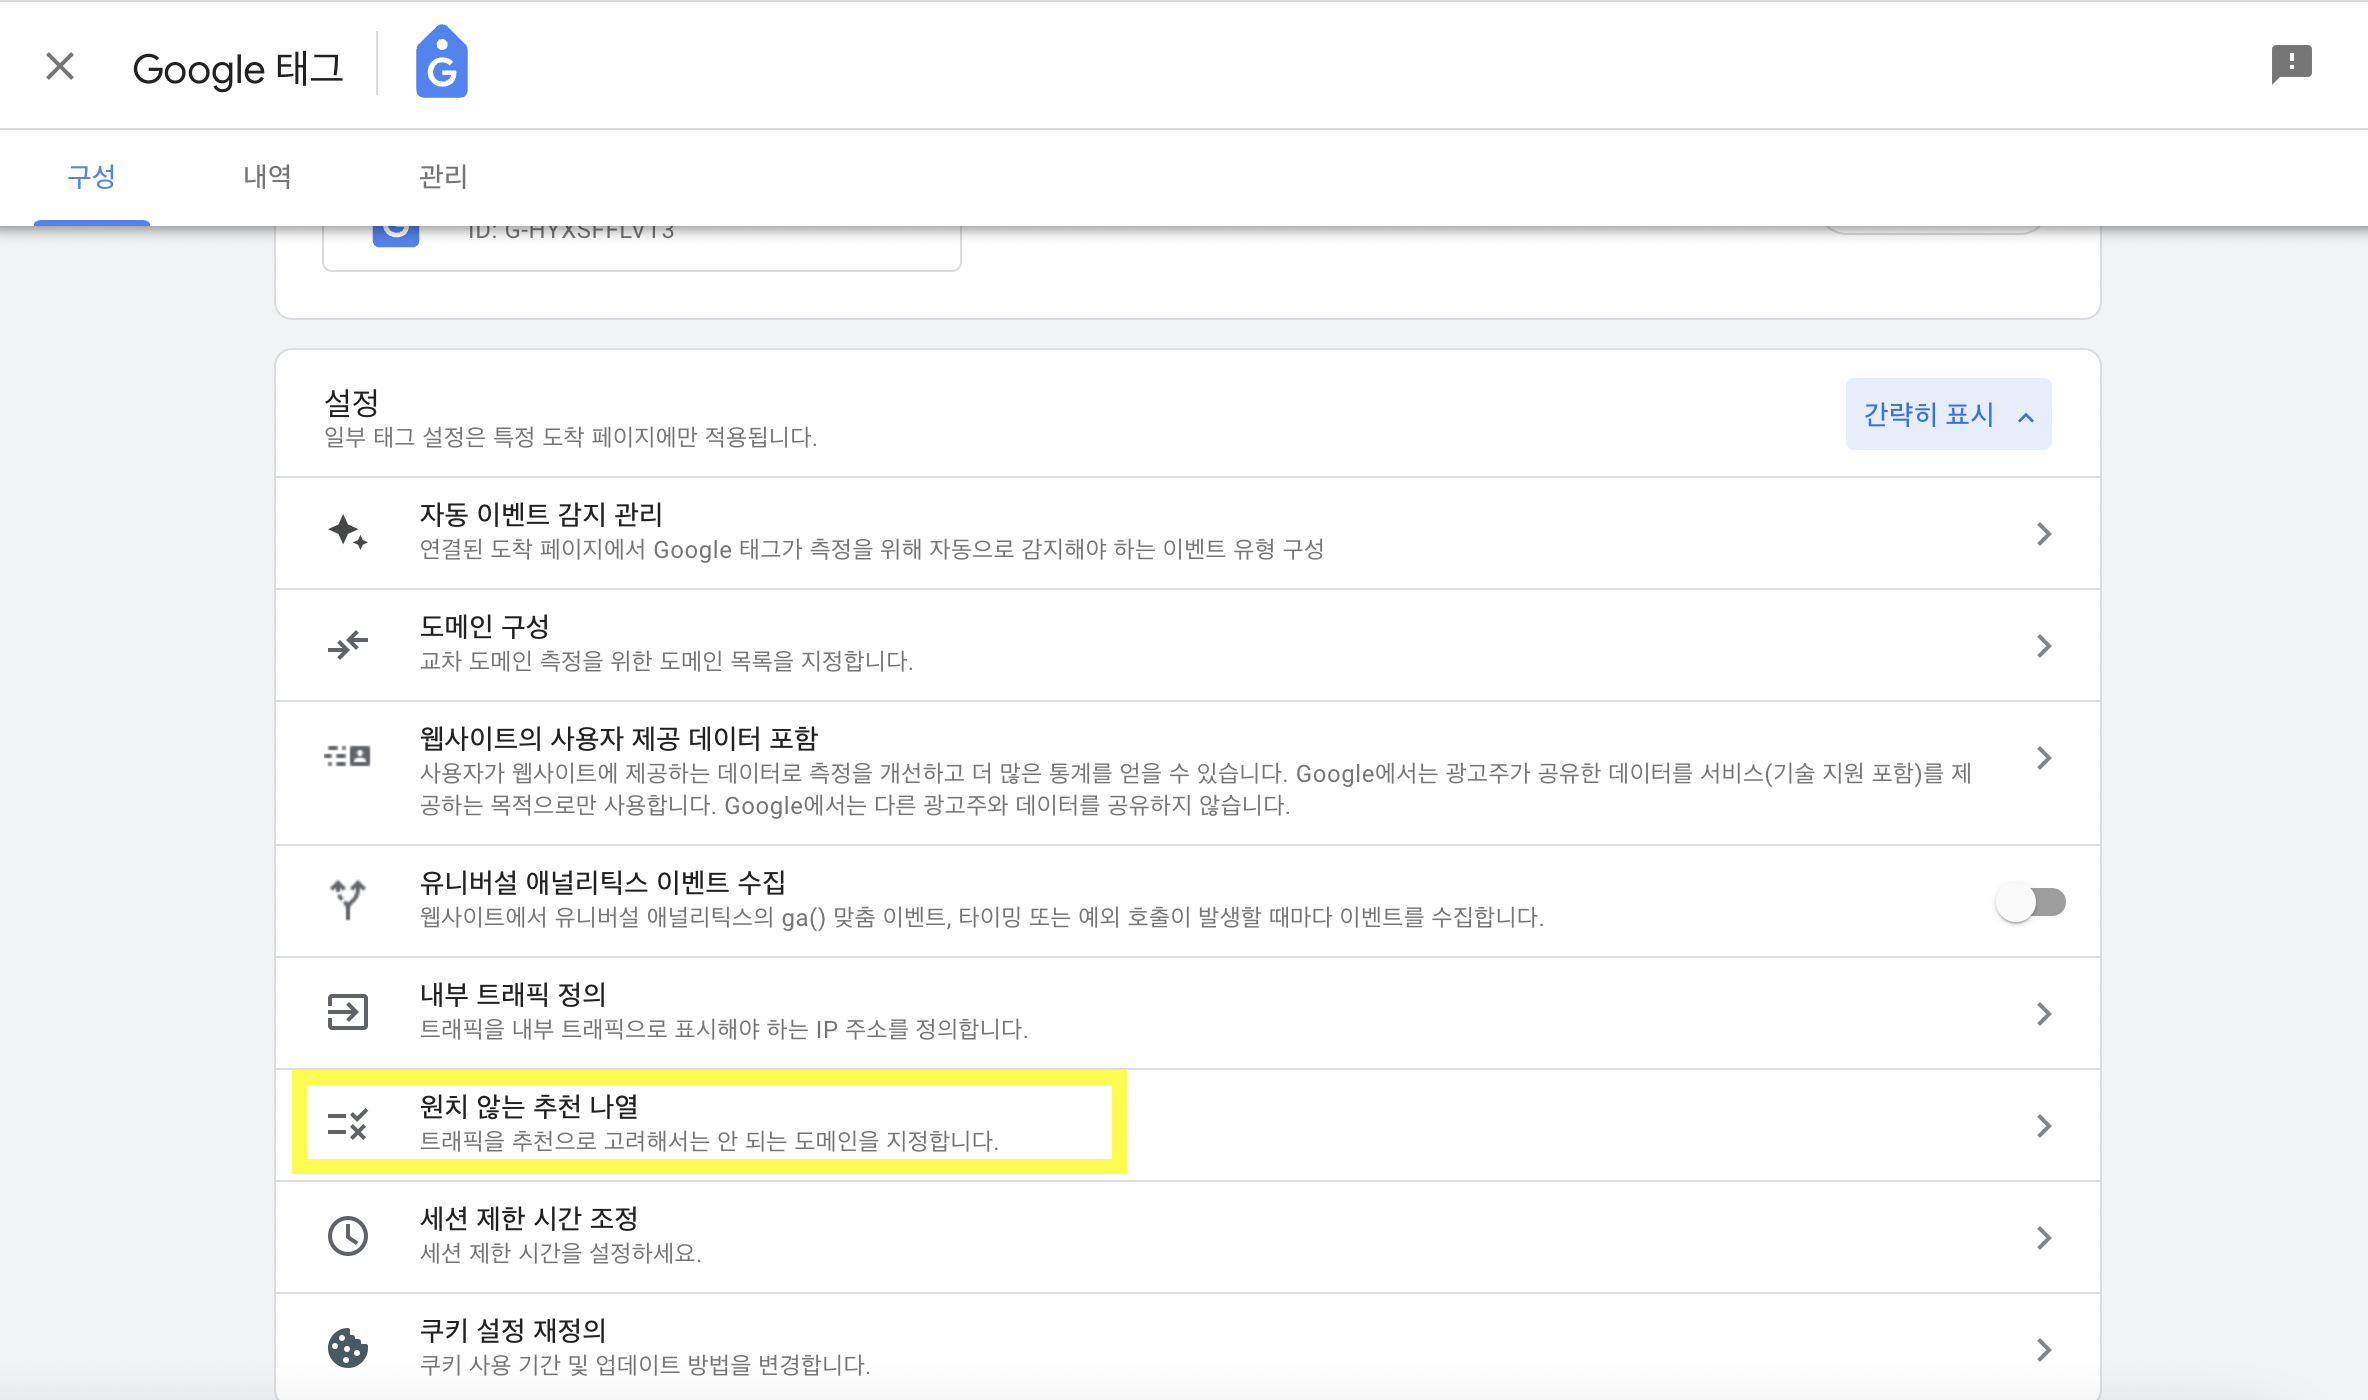 Google 태그
G
구성
내역
관리
ID: G-HYXSFFLVT3
설정
일부 태그 설정은 특정 도착 페이지에만 적용됩니다.
간략히 표시
자동 이벤트 감지 관리
연결된 도착 페이지에서 Google 태그가 측정을 위해 자동으로 감지해야 하는 이벤트 유형 구성
도메인 구성
교차 도메인 측정을 위한 도메인 목록을 지정합니다.
웹사이트의 사용자 제공 데이터 포함
사용자가 웹사이트에 제공하는 데이터로 측정을 개선하고 더 많은 통계를 얻을 수 있습니다. Google에서는 광고주가 공유한 데이터를 서비스(기술 지원 포함)를 제
공하는 목적으로만 사용합니다. Google에서는 다른 광고주와 데이터를 공유하지 않습니다.
유니버설 애널리틱스 이벤트 수집
웹사이트에서 유니버설 애널리틱스의 ga() 맞춤 이벤트, 타이밍 또는 예외 호출이 발생할 때마다 이벤트를 수집합니다.
내부 트래픽 정의
트래픽을 내부 트래픽으로 표시해야 하는 IP 주소를 정의합니다.
원치 않는 추천 나열
트래픽을 추천으로 고려해서는 안 되는 도메인을 지정합니다.
세션 제한 시간 조정
세션 제한 시간을 설정하세요.
쿠키 설정 재정의
쿠키 사용 기간 및 업데이트 방법을 변경합니다.